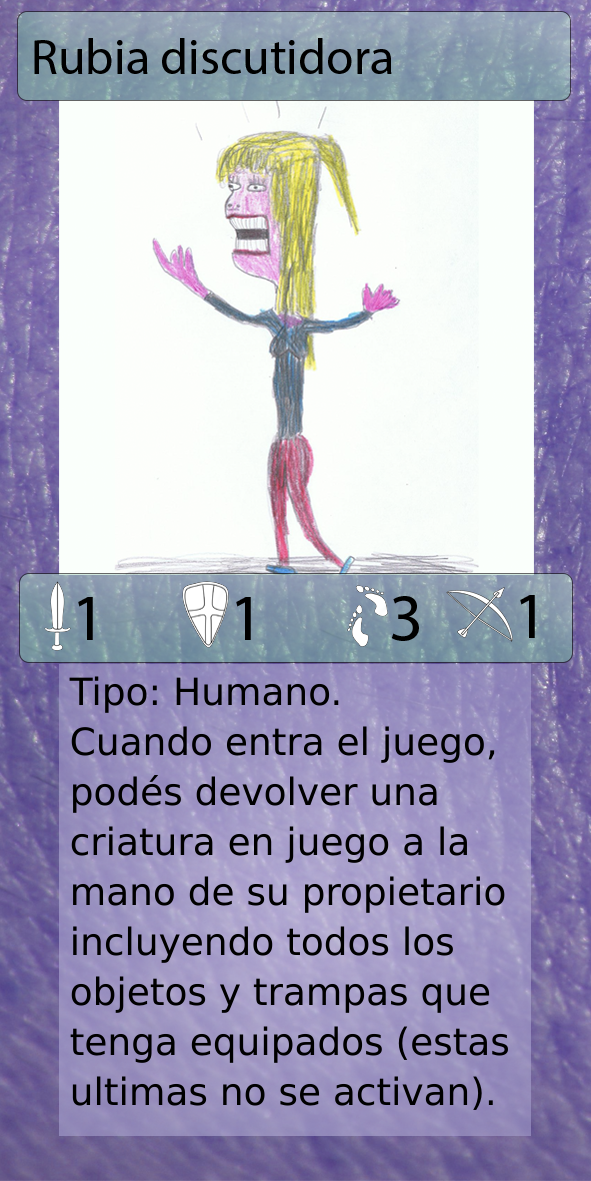 Rubia discutidora
1 1 3 1
Tipo: Humano.
Cuando entra el juego,
podés devolver una
criatura en juego a la
mano de su propietario
incluyendo todos los
objetos y trampas que
tenga equipados (estas
ultimas no se activan).